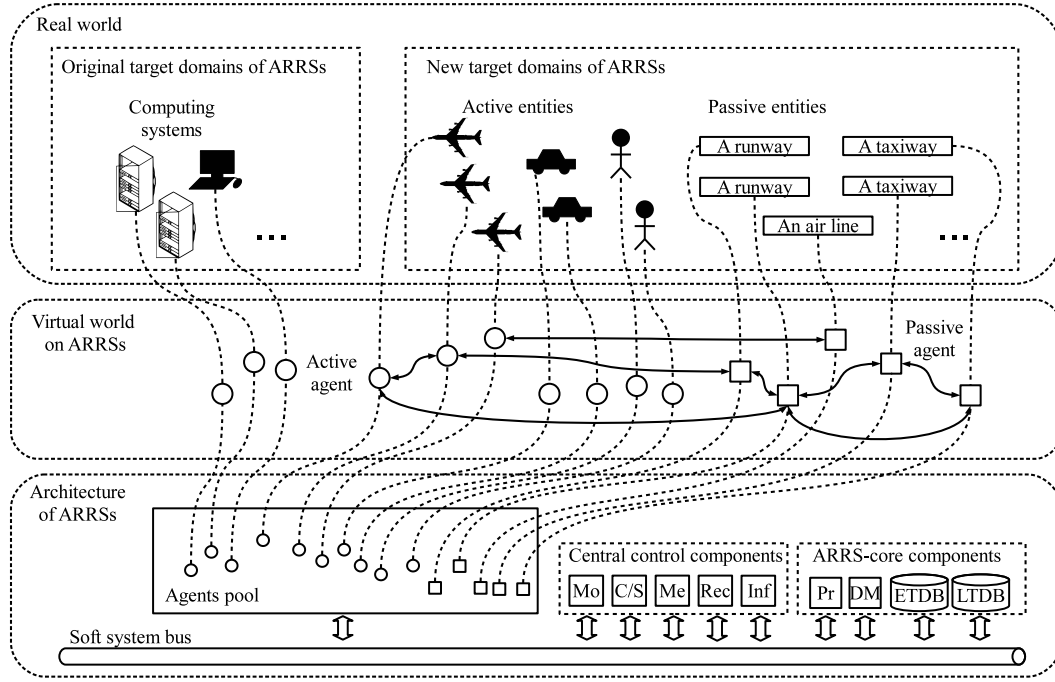 Real world
Original target domains of ARRSs
New target domains of ARRSs
Computing
systems
Active entities
Passive entities
A runway
A taxiway
A runway
A taxiway
An air line
...
...
Virtual world
on ARRSs
Active
agent
Passive
agent
Architecture
of ARRSs
Agents pool
Central control components
Mo
C/S
Me
Rec
Inf
ARRS-core components
Pr
DM
ETDB
LTDB
Soft system bus